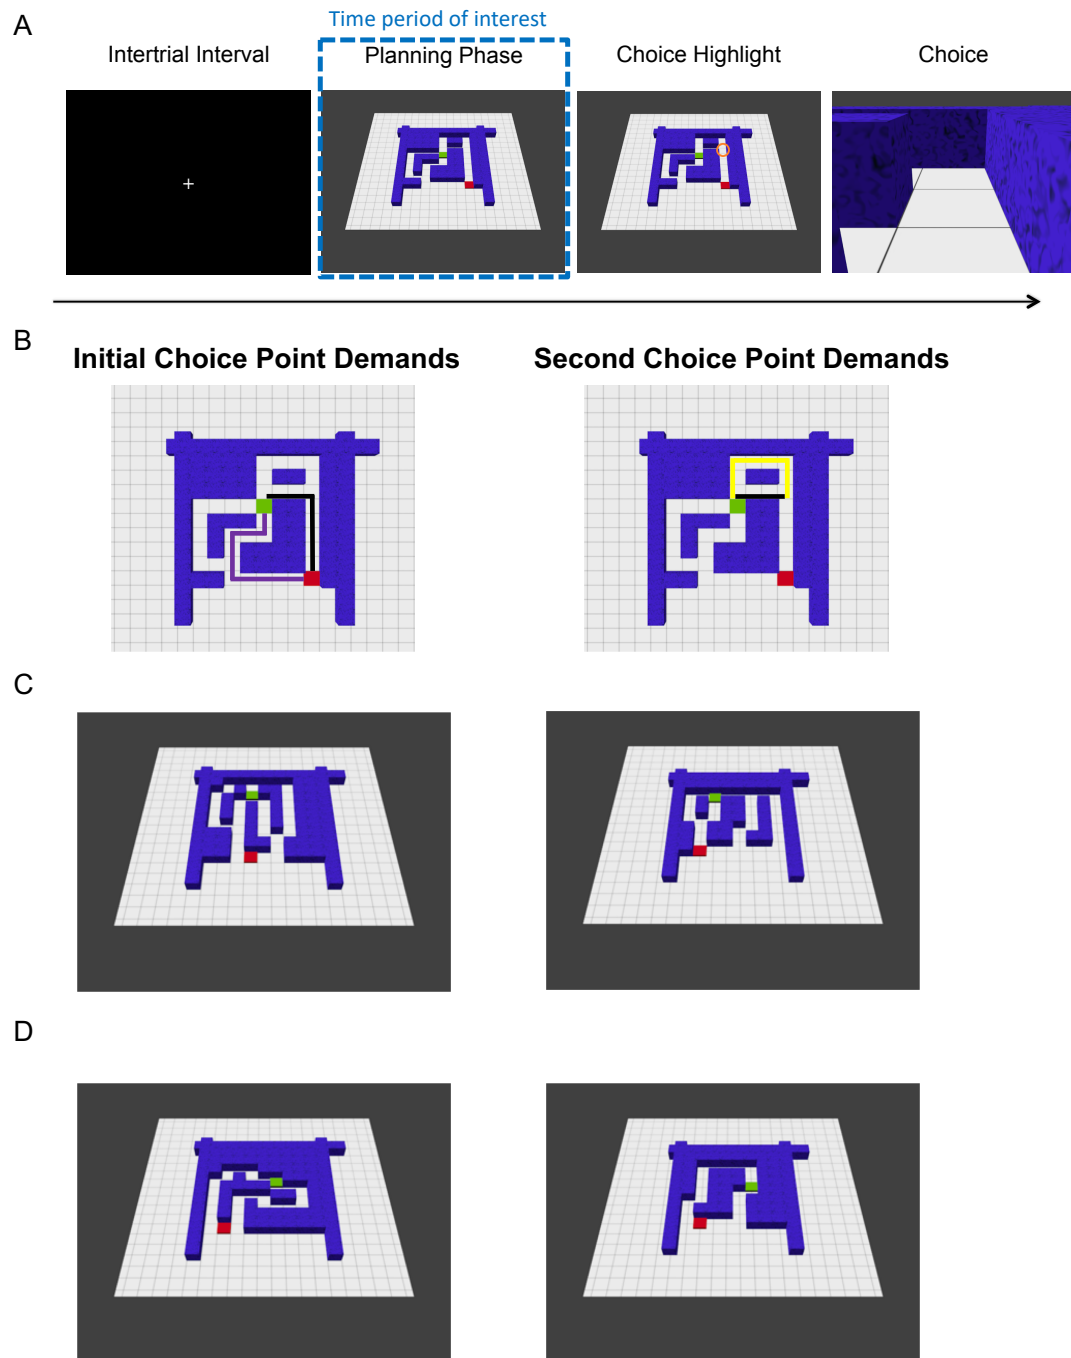 A
Time period of interest
Intertrial Interval
Planning Phase
Choice Highlight
Choice
B
Initial Choice Point Demands
Second Choice Point Demands
C
D